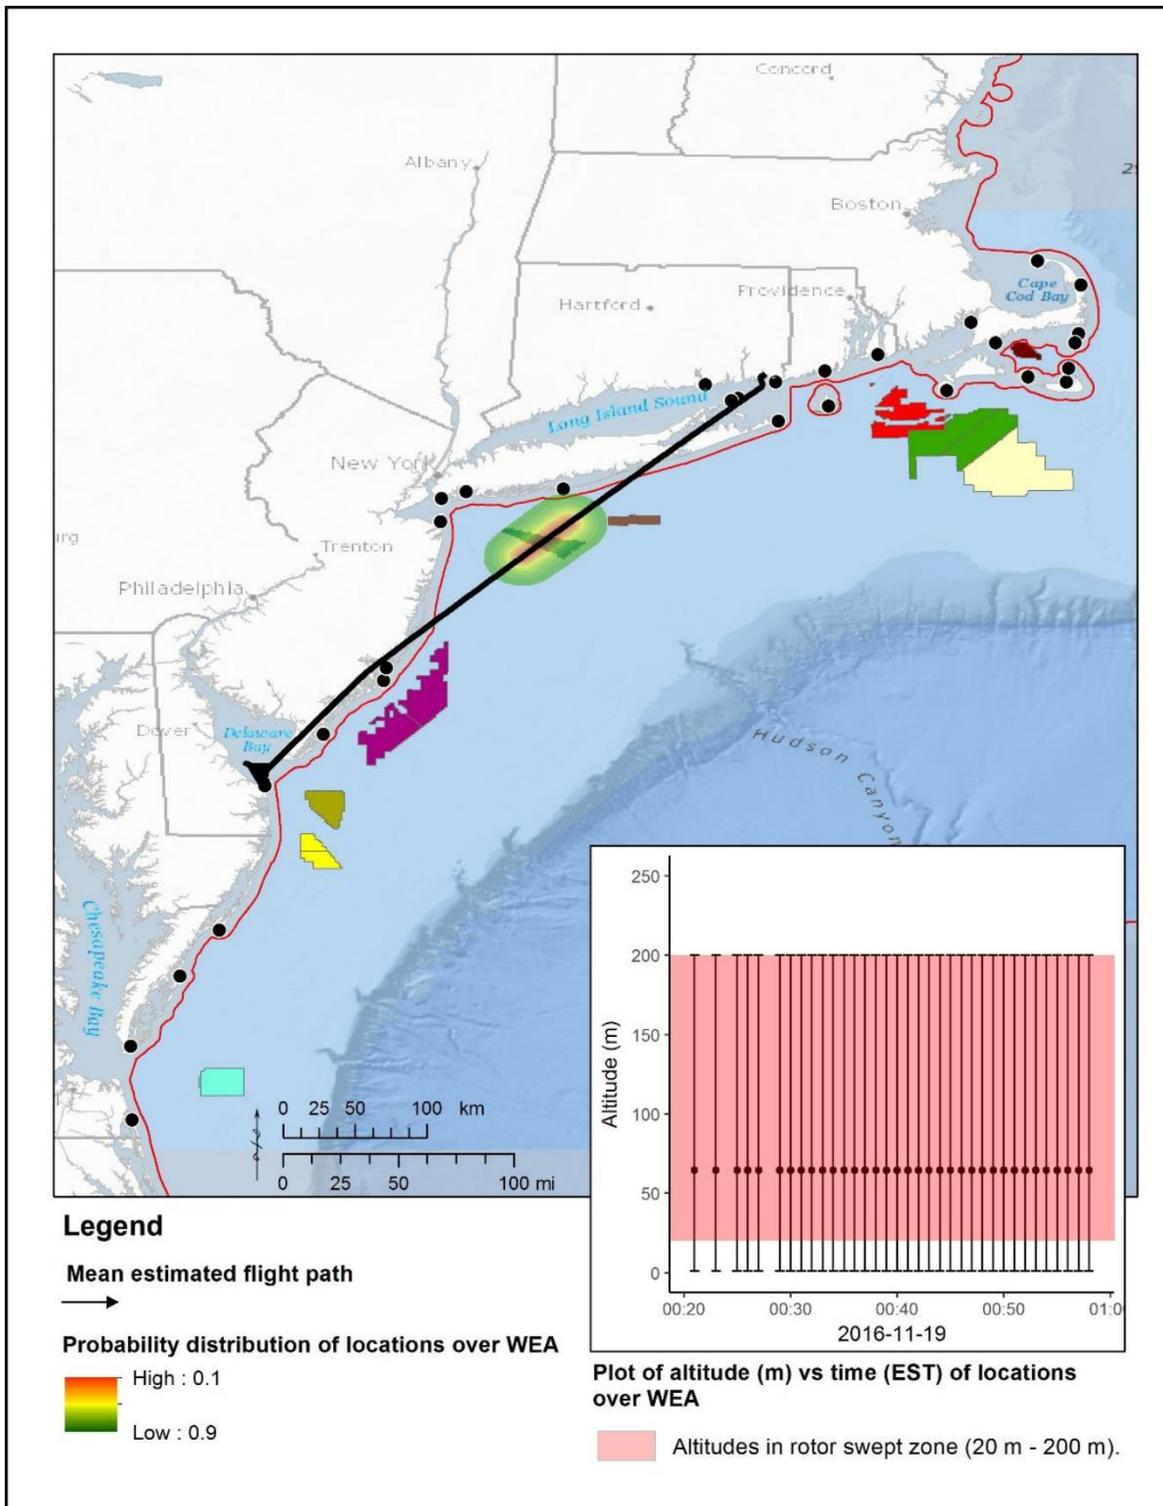 Concord
Albany
2
Boston
Cape
Cod Bay
Hartford
Providence
Long Island Sound
New York
urg
Trenton
Philadelphia
Dover
Delaware
Bay
Hudson Canyon
Chesapeake Bay
0 25 50 100 km
0 25 50 100 mi
250
200
150
100
50
0
Altitude (m)
00:20 00:30 00:40 00:50 01:0
2016-11-19
Legend
Mean estimated flight path
Probability distribution of locations over WEA
High : 0.1
Low : 0.9
Plot of altitude (m) vs time (EST) of locations
over WEA
Altitudes in rotor swept zone (20 m - 200 m).